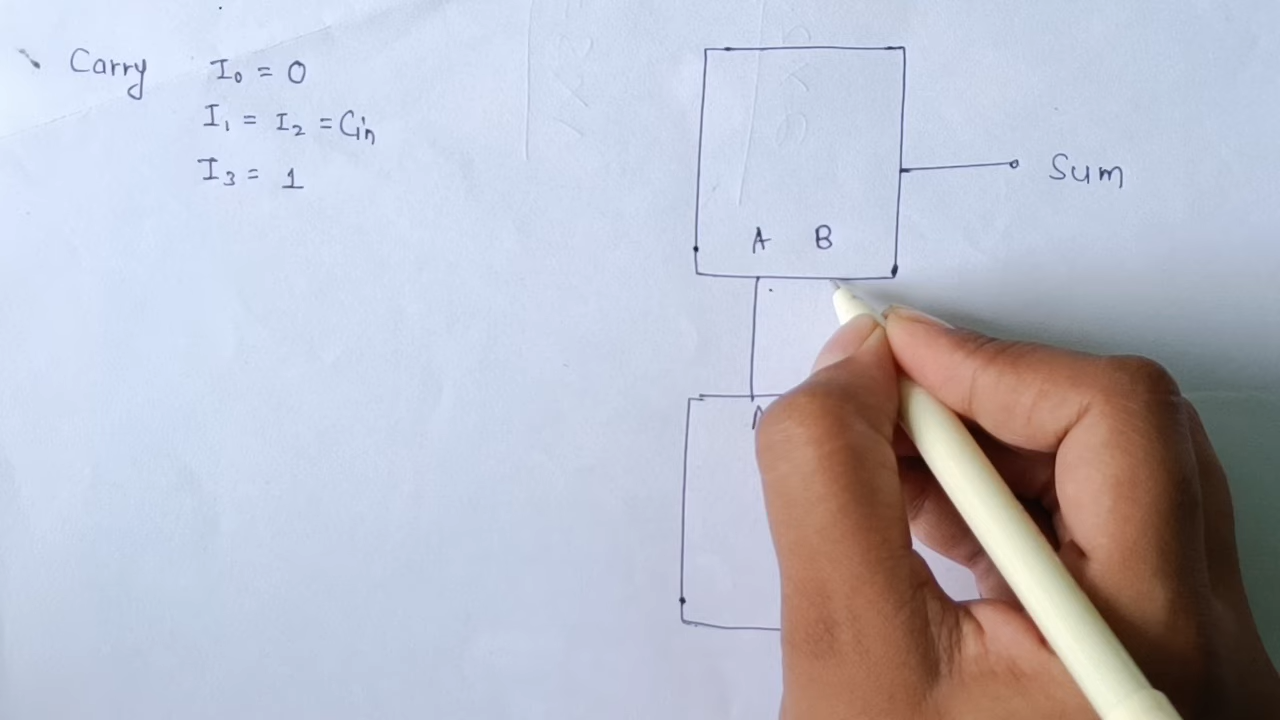 Carry I₀ = 0
I₁ = I₂ = Cin
I₃ = 1
Sum
A B
A